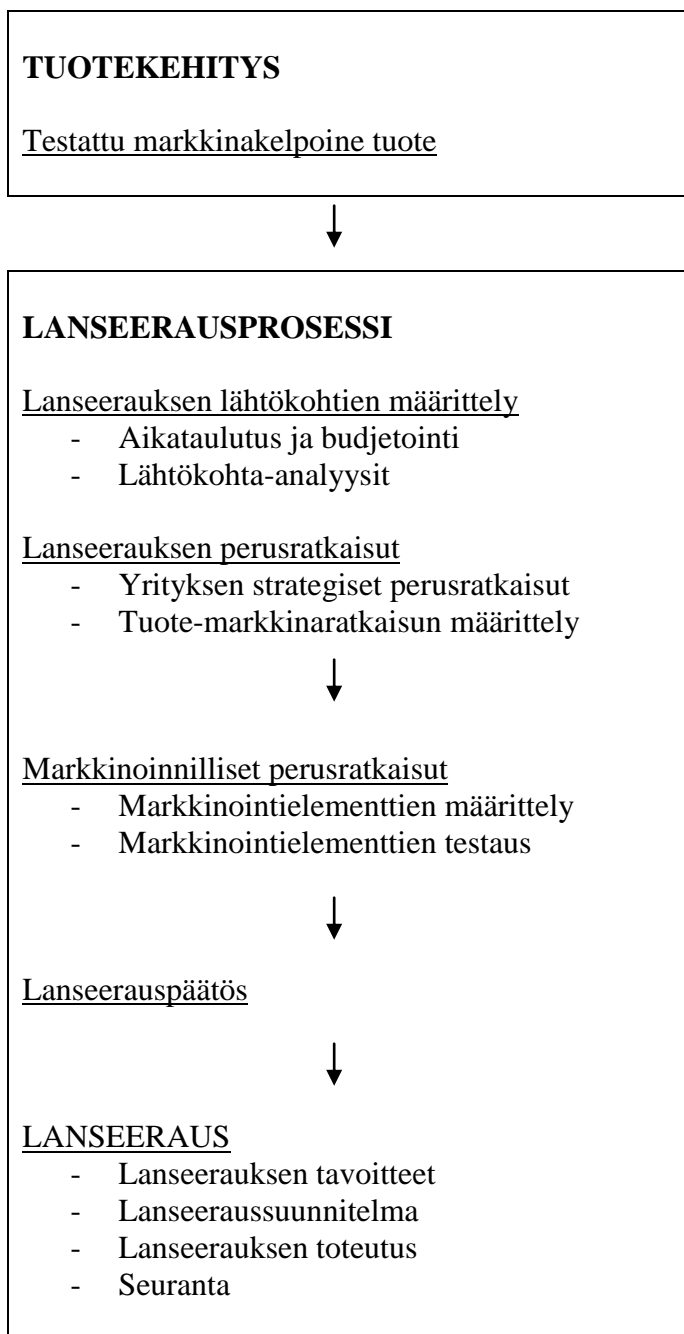 TUOTEKEHITYS
Testattu markkinakelpoine tuote
LANSEERAUSPROSESSI
Lanseerauksen lähtökohtien määrittely
- Aikataulutus ja budjetointi
- Lähtökohta-analyysit
Lanseerauksen perusratkaisut
- Yrityksen strategiset perusratkaisut
- Tuote-markkinaratkaisun määrittely
Markkinoinnilliset perusratkaisut
- Markkinointielementtien määrittely
- Markkinointielementtien testaus
Lanseerauspäätös
LANSEERAUS
- Lanseerauksen tavoitteet
- Lanseeraussuunnitelma
- Lanseerauksen toteutus
- Seuranta